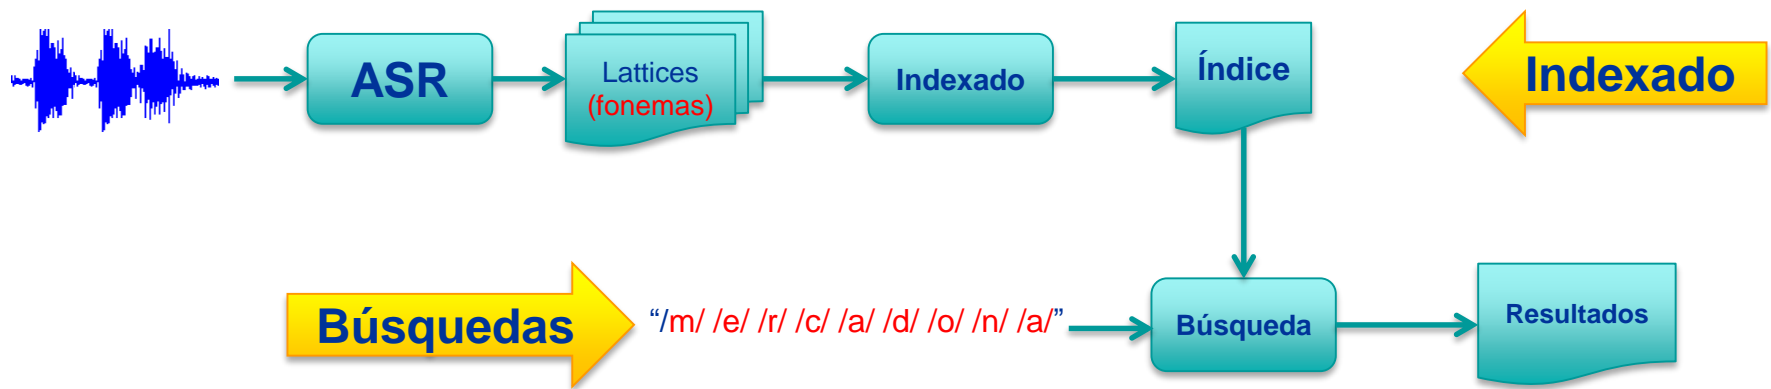 ASR
Lattices
(fonemas)
Indexado
Índice
Indexado
Búsquedas
“/m/ /e/ /r/ /c/ /a/ /d/ /o/ /n/ /a/”
Búsqueda
Resultados